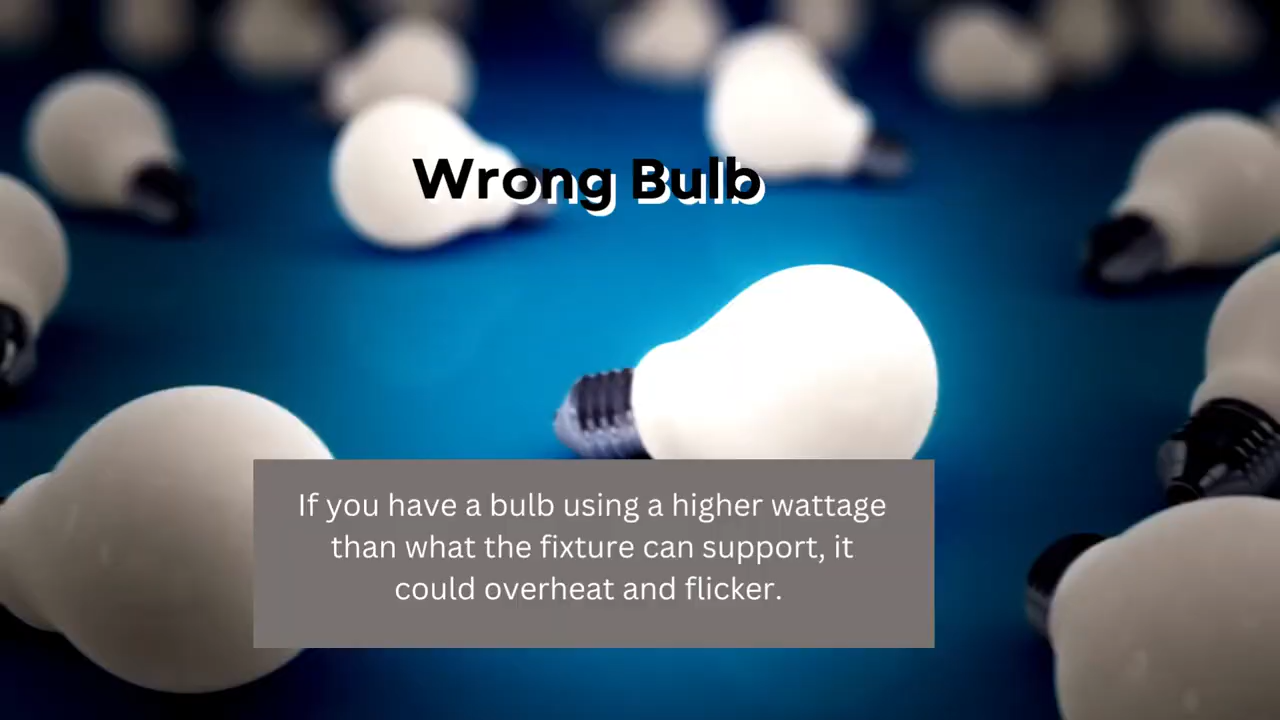 Wrong Bulb
If you have a bulb using a higher wattage
than what the fixture can support, it
could overheat and flicker.